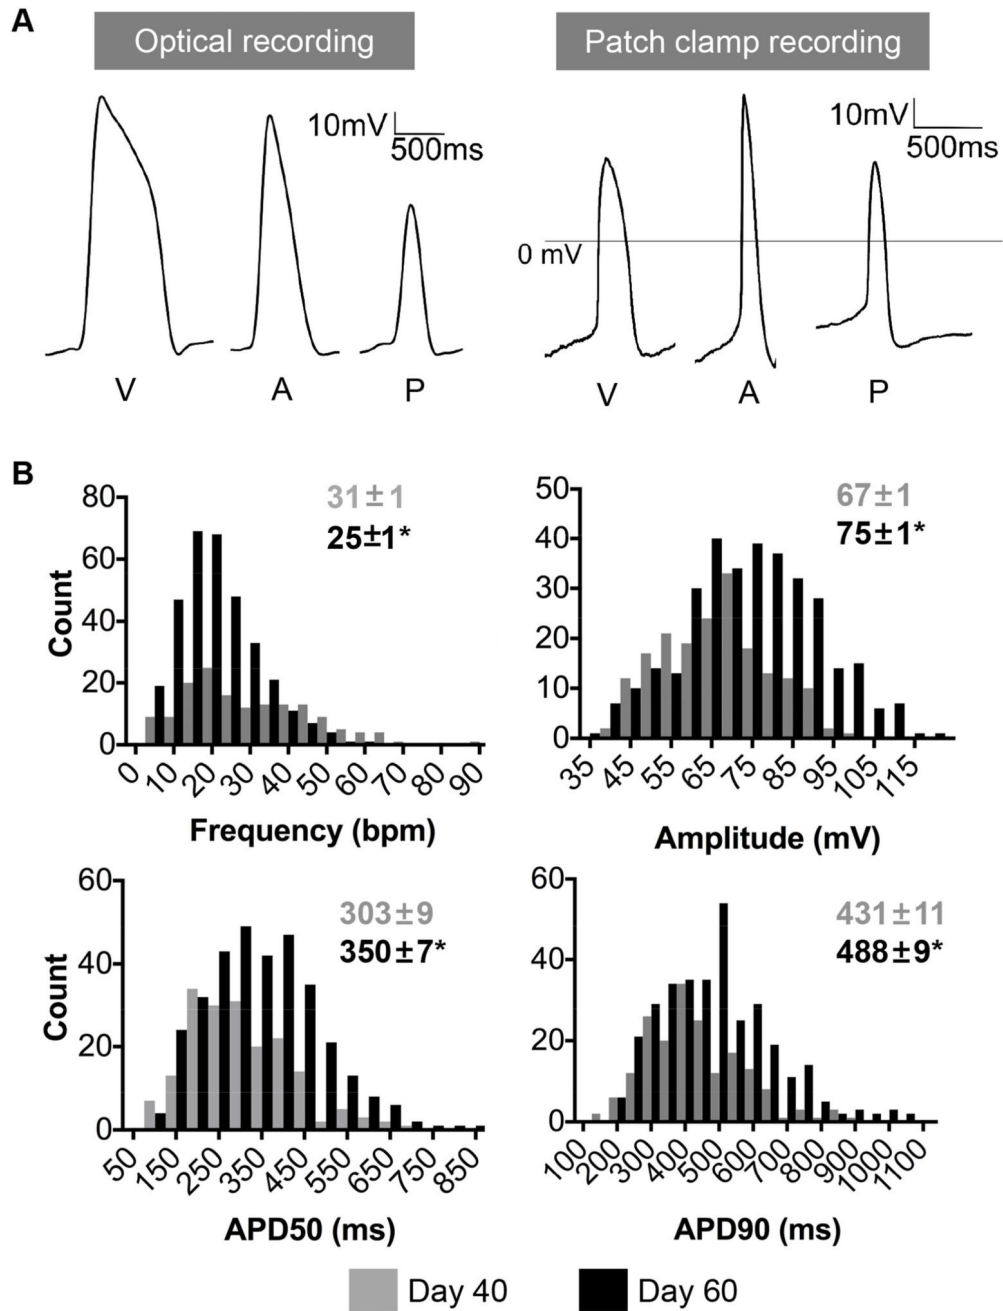 A
Optical recording
Patch clamp recording
10mV
500ms
10mV
500ms
0 mV
V
A
P
V
A
P
B
80
60
40
20
0
Count
31±1
25±1*
0
10
20
30
40
50
60
70
80
90
Frequency (bpm)
50
40
30
20
10
0
67±1
75±1*
35
45
55
65
75
85
95
105
115
Amplitude (mV)
60
40
20
0
Count
303±9
350±7*
50
150
250
350
450
550
650
750
850
APD50 (ms)
60
40
20
0
431±11
488±9*
100
200
300
400
500
600
700
800
900
1000
1100
APD90 (ms)
Day 40
Day 60